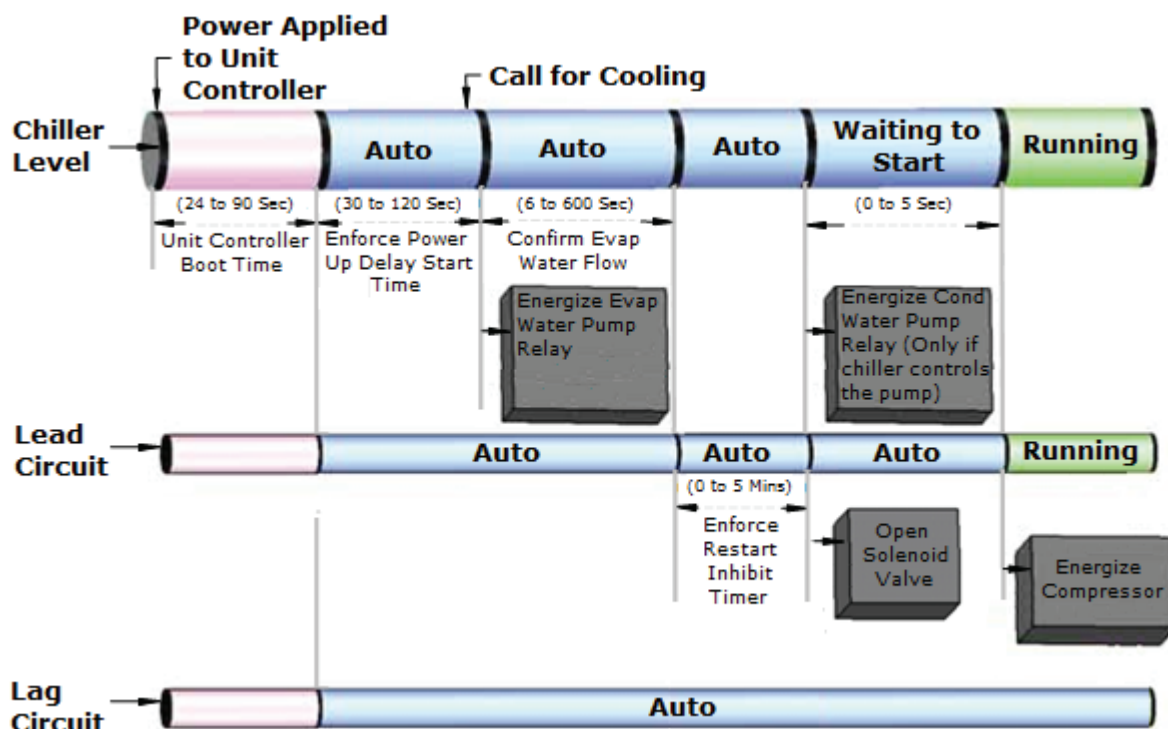 Power Applied
to Unit
Controller
Call for Cooling
Chiller
Level
Auto
Auto
Auto
Waiting to
Start
Running
(24 to 90 Sec)
(30 to 120 Sec)
(6 to 600 Sec)
(0 to 5 Sec)
Unit Controller
Boot Time
Enforce Power
Up Delay Start
Time
Confirm Evap
Water Flow
Energize Evap
Water Pump
Relay
Energize Cond
Water Pump
Relay (Only if
chiller controls
the pump)
Lead
Circuit
Auto
Auto
Auto
Running
(0 to 5 Mins)
Enforce
Restart
Inhibit
Timer
Open
Solenoid
Valve
Energize
Compressor
Lag
Circuit
Auto